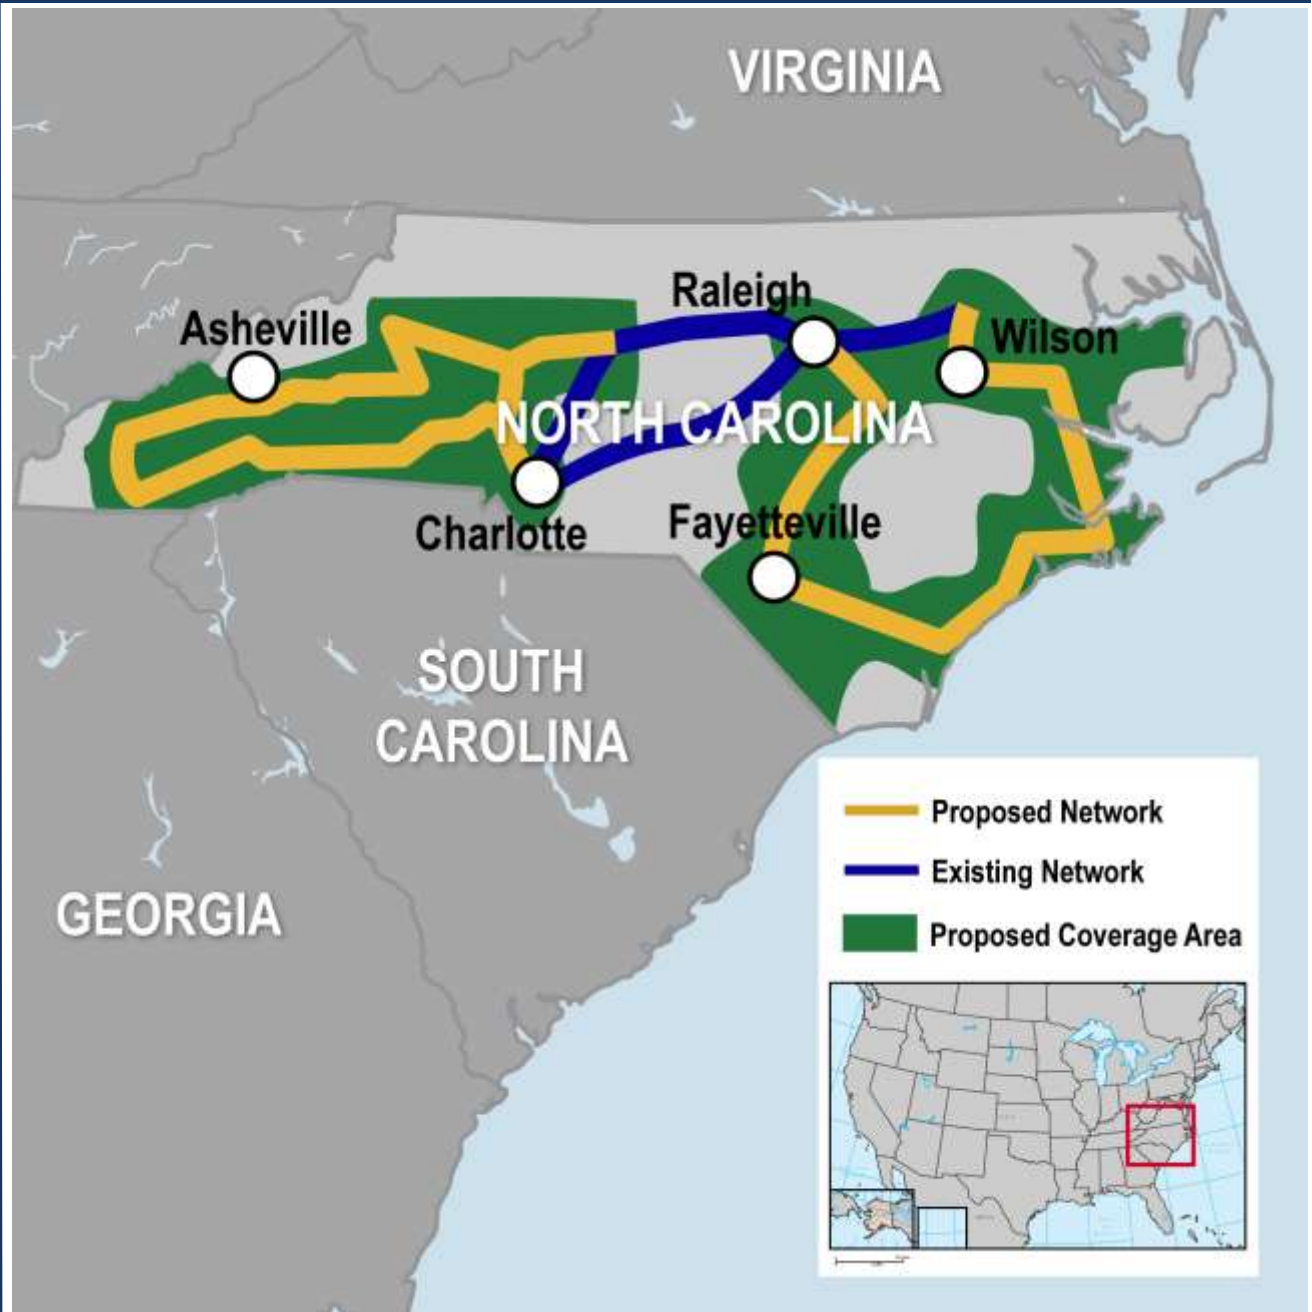 VIRGINIA
Raleigh
Asheville
Wilson
NORTH CAROLINA
Charlotte
Fayetteville
SOUTH
CAROLINA
GEORGIA
Proposed Network
Existing Network
Proposed Coverage Area